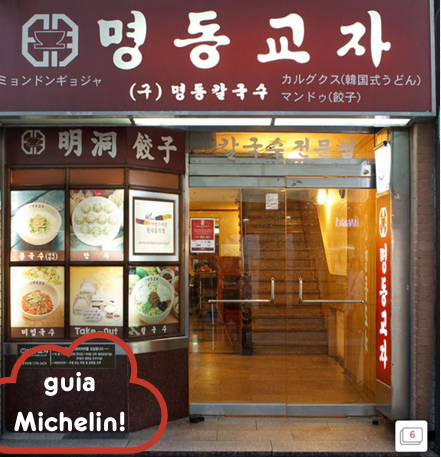 명동교자
ミョンドンギョジャ
(구) 명동칼국수
カルグクス(韓国式うどん)
マンドゥ(餃子)
明洞 餃子
칼국수전문점
콩국수
만두
비빔국수
Take-out
칼국수
명동교자
guia
Michelin!
6